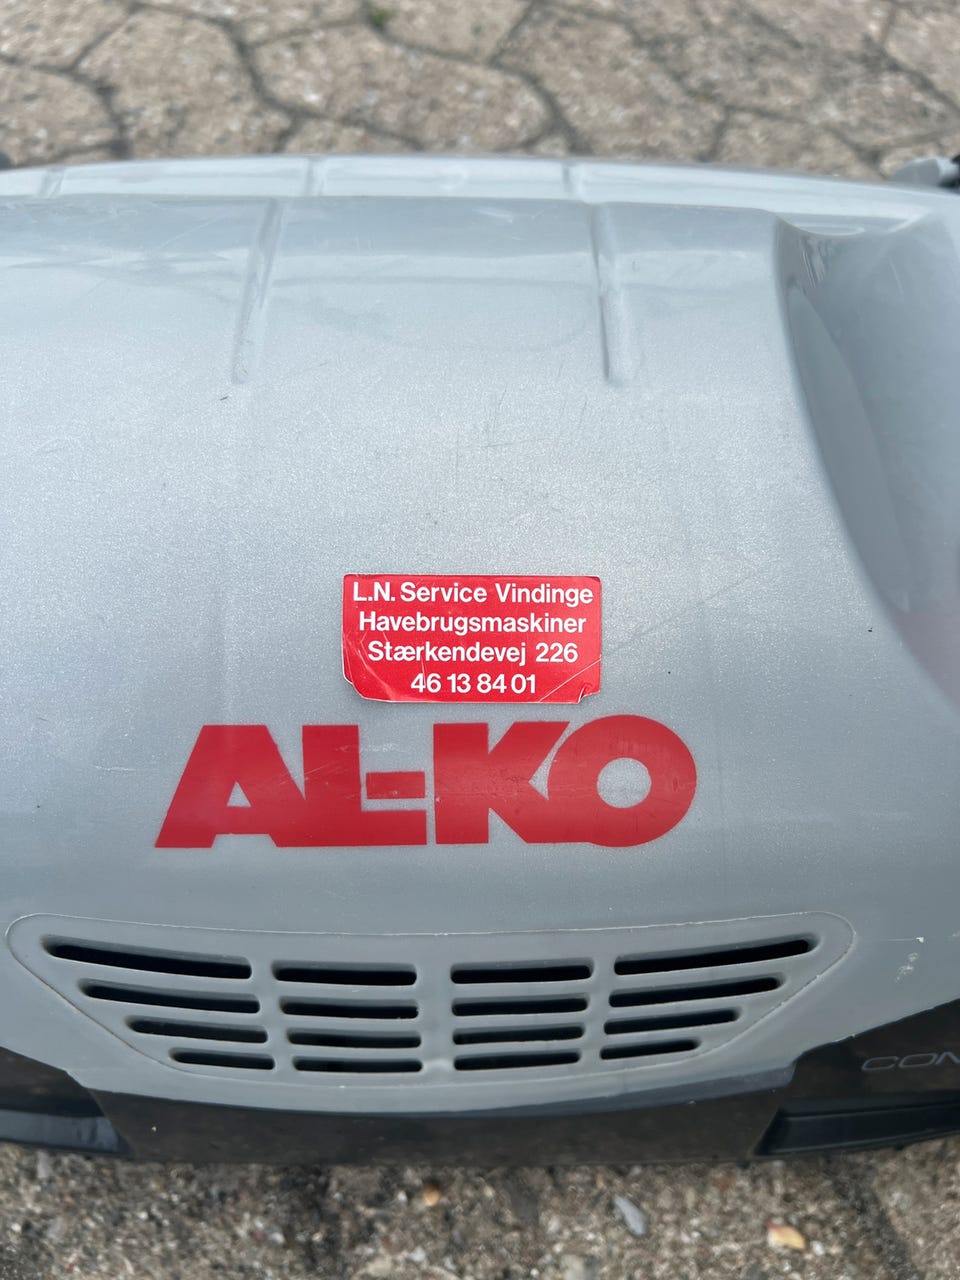 L.N. Service Vindinge
Havebrugsmaskiner
Stærkendevej 226
46 13 84 01
AL-KO